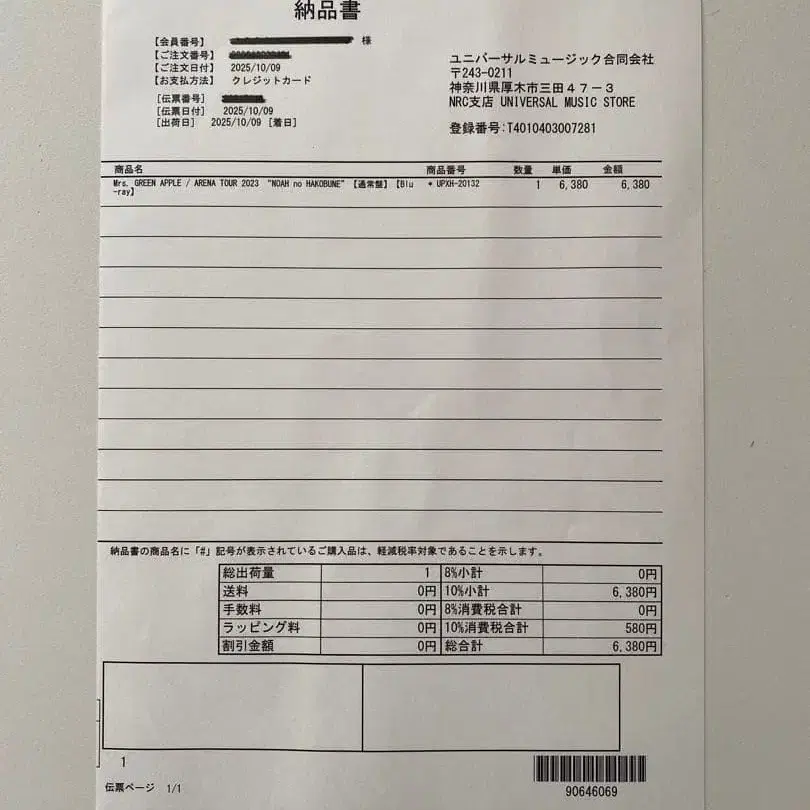 納品書
【会員番号】 様
【ご注文番号】
【ご注文日付】 2025/10/09
【お支払方法】 クレジットカード
[伝票番号]
[伝票日付] 2025/10/09
[出荷日] 2025/10/09 [着日]
ユニバーサルミュージック合同会社
〒243-0211
神奈川県厚木市三田47-3
NRC支店 UNIVERSAL MUSIC STORE
登録番号:T4010403007281
商品名 商品番号 数量 単価 金額
Mrs. GREEN APPLE / ARENA TOUR 2023 “NOAH no HAKOBUNE” 【通常盤】【Blu * UPXH-20132 1 6,380 6,380
-ray】
納品書の商品名に「#」記号が表示されているご購入品は、軽減税率対象であることを示します。
総出荷量 1 8%小計 0円
送料 0円 10%小計 6,380円
手数料 0円 8%消費税合計 0円
ラッピング料 0円 10%消費税合計 580円
割引金額 0円 総合計 6,380円
1
伝票ページ 1/1
90646069